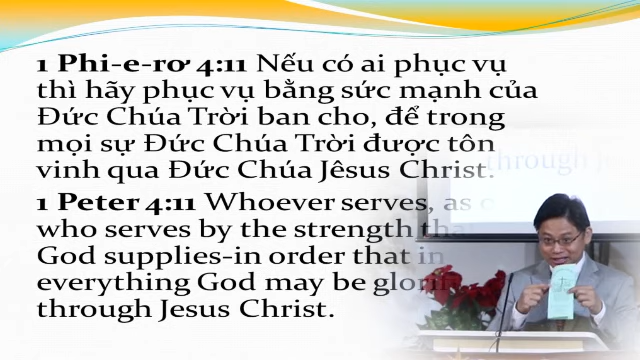 1 Phi-e-rơ 4:11 Nếu có ai phục vụ
thì hãy phục vụ bằng sức mạnh của
Đức Chúa Trời ban cho, để trong
mọi sự Đức Chúa Trời được tôn
vinh qua Đức Chúa Jêsus Christ.
1 Peter 4:11 Whoever serves, as
who serves by the strength
God supplies-in order that in
everything God may be
through Jesus Christ.
through